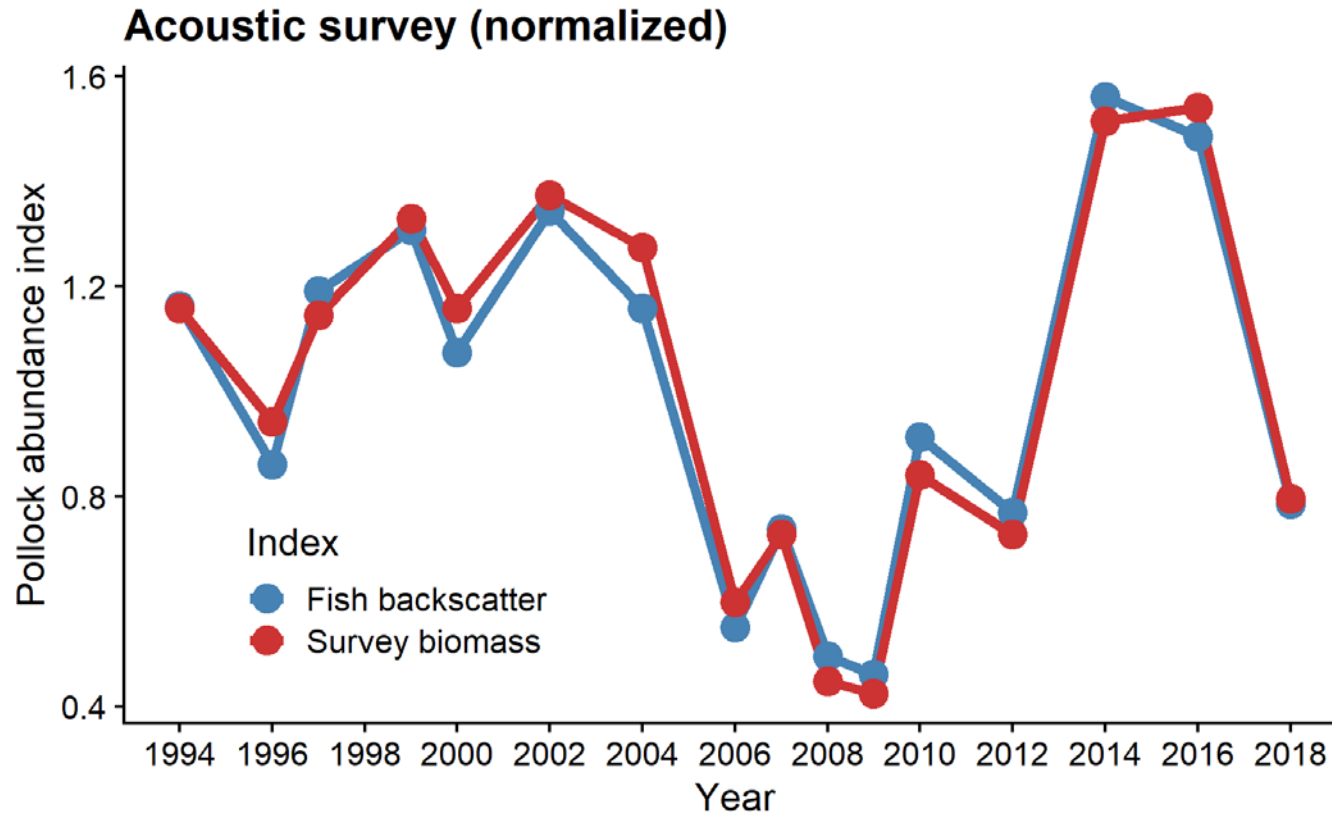 Acoustic survey (normalized)
Pollock abundance index
1.6
1.2
0.8
0.4
Index
Fish backscatter
Survey biomass
1994 1996 1998 2000 2002 2004 2006 2008 2010 2012 2014 2016 2018
Year